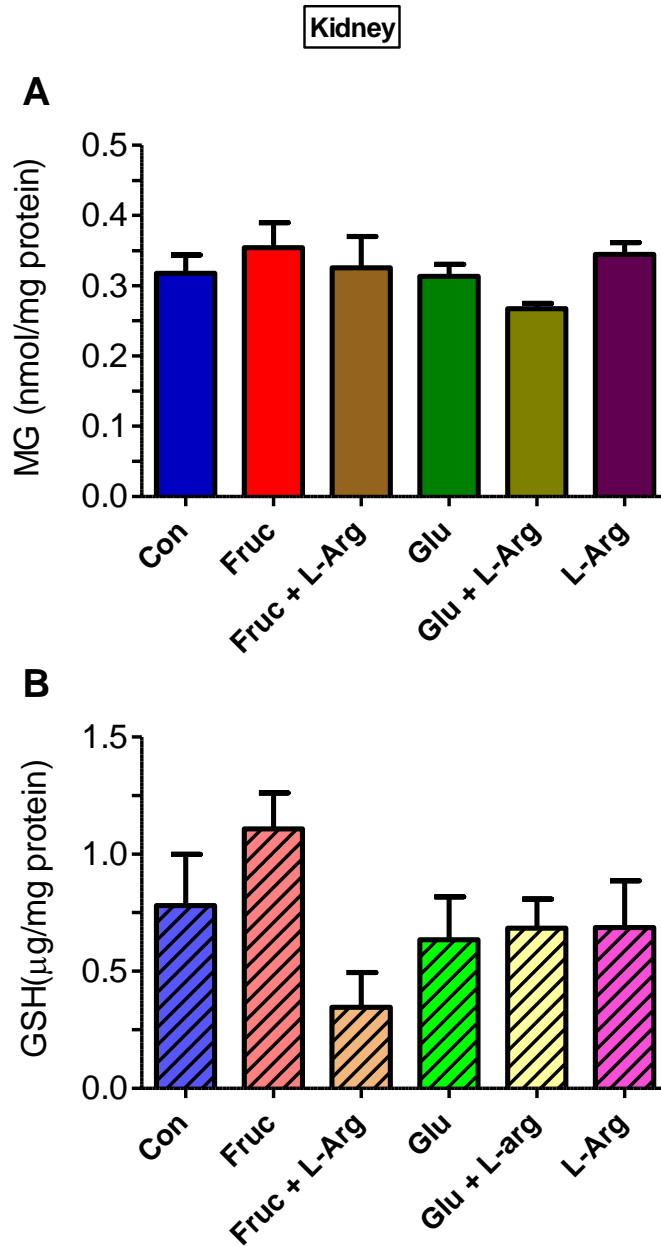 Kidney
A
MG (nmol/mg protein)
0.5
0.4
0.3
0.2
0.1
0.0
Con
Fruc
Fruc + L-Arg
Glu
Glu + L-Arg
L-Arg
B
GSH(µg/mg protein)
1.5
1.0
0.5
0.0
Con
Fruc
Fruc + L-Arg
Glu
Glu + L-arg
L-Arg